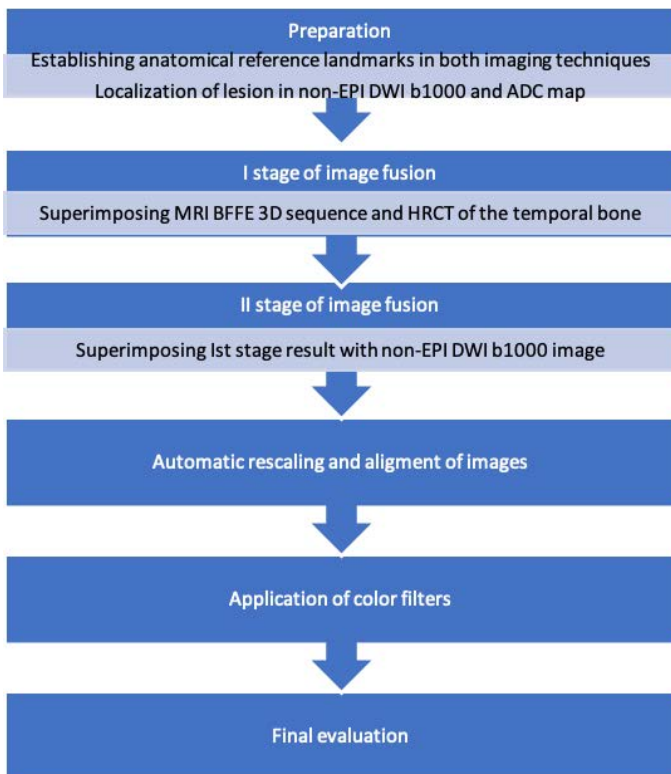 Preparation
Establishing anatomical reference landmarks in both imaging techniques
Localization of lesion in non-EPI DWI b1000 and ADC map
I stage of image fusion
Superimposing MRI BFFE 3D sequence and HRCT of the temporal bone
II stage of image fusion
Superimposing Ist stage result with non-EPI DWI b1000 image
Automatic rescaling and aligment of images
Application of color filters
Final evaluation